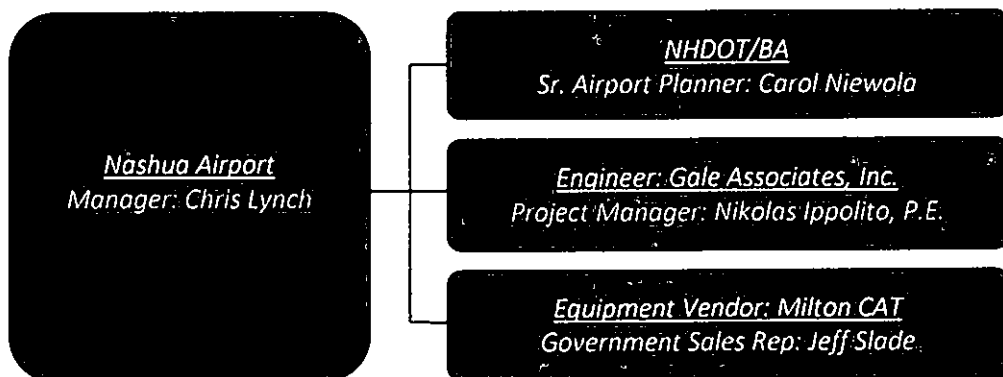 Nashua Airport
Manager: Chris Lynch
NHDOT/BA
Sr. Airport Planner: Carol Niewola
Engineer: Gale Associates, Inc.
Project Manager: Nikolas Ippolito, P.E.
Equipment Vendor: Milton CAT
Government Sales Rep: Jeff Slade